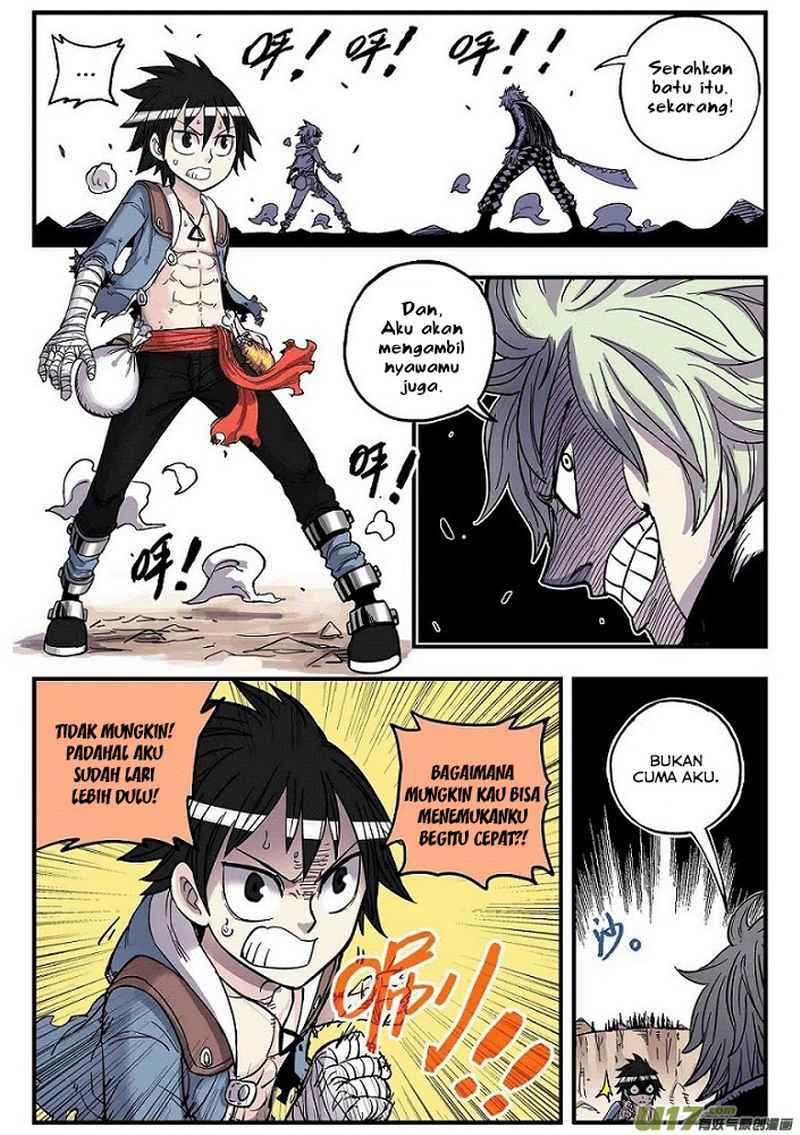 ...
呼! 呼! 呼!!
Serahkan
batu itu.
sekarang!
Dan,
Aku akan
mengambil
nyawamu
juga.
呼!
呼!
TIDAK MUNGKIN!
PADAHAL AKU
SUDAH LARI
LEBIH DULU!
BAGAIMANA
MUNGKIN KAU BISA
MENEMUKANKU
BEGITU CEPAT?!
唰!!
BUKAN
CUMA AKU.
沙。
U17.COM
有妖气原创漫画